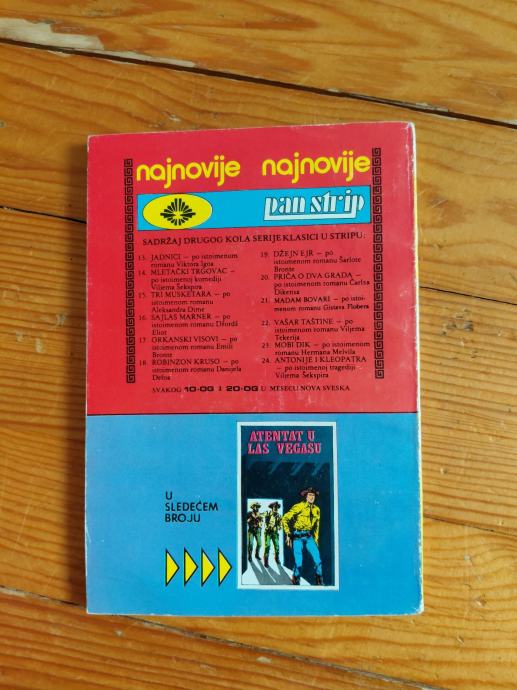 najnovije najnovije
pan strip
SADRŽAJ DRUGOG KOLA SERIJE KLASICI U STRIPU:
13. JADNICI — po istoimenom
romanu Viktora Igoa
14. MLETAČKI TRGOVAC —
po istoimenoj komediji
Viljema Šekspira
15. TRI MUSKETARA — po
istoimenom romanu
Aleksandra Dime
16. SAJLAS MARNER — po
istoimenom romanu Džordž
Eliot
17. ORKANSKI VISOVI — po
istoimenom romanu Emili
Bronte
18. ROBINZON KRUSO — po
istoimenom romanu Danijela
Defoa
19. DŽEJN EJR — po
istoimenom romanu Šarlote
Bronte
20. PRIČA O DVA GRADA —
po istoimenom romanu Čarlsa
Dikensa
21. MADAM BOVARI — po istoi-
menom romanu Gistava Flobera
22. VAŠAR TAŠTINE — po
istoimenom romanu Viljema
Tekerija
23. MOBI DIK — po istoimenom
romanu Hermana Melvila
24. ANTONIJE I KLEOPATRA
— po istoimenoj tragediji
Viljema Šekspira
SVAKOG 10-OG I 20-OG U MESECU NOVA SVESKA
ATENTAT U
LAS VEGASU
U
SLEDEĆEM
BROJU